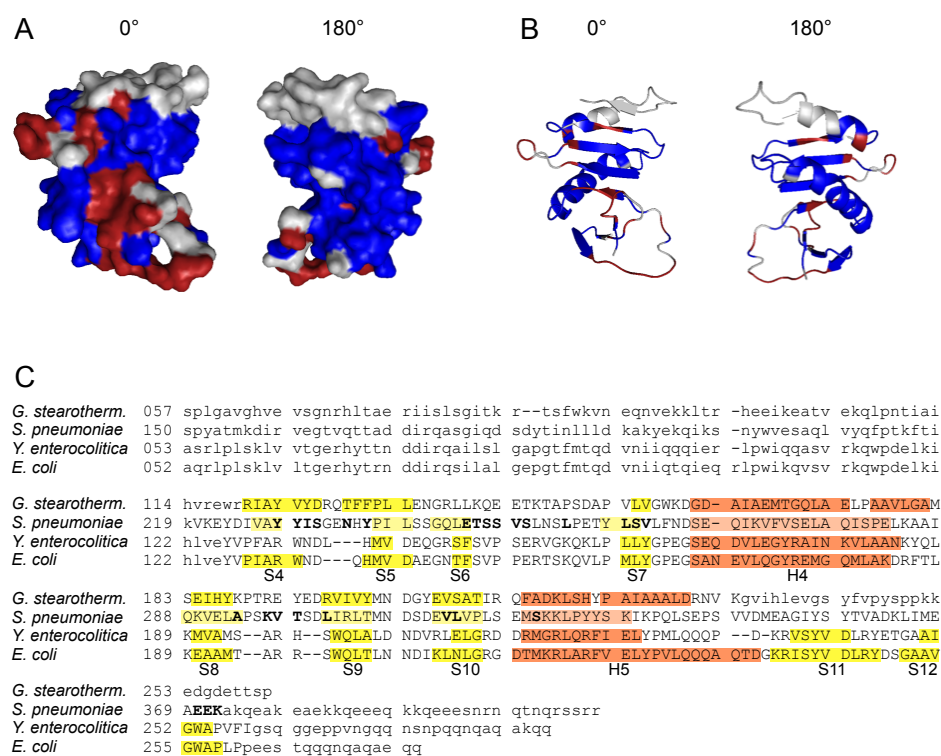 A 0° 180° B 0° 180°
C
G. stearotherm. 057 splgavghve vsgnrhltae riislsgitk r--tsfwkvn eqnvekkltr -heeikeatv ekqlpntiai
S. pneumoniae 150 spyatmkdir vegtvqttad dirqasgiqd sdytinllld kakyekqiks -nywvesaql vyqfptkfti
Y. enterocolitica 053 asrlplsklv vltgerhytrn ddirqailsl gapgtfmtqd vniiqqqier -lpwiqqasv rkqwpdelki
E. coli 052 aqrlplsklv ltgerhyttn ddirqsilal gepgtfmtqd vniiqtqieq rlpwikqvsv rkqwpdelki
G. stearotherm. 114 hvrewrRIAY VYDRQTFFPL LENGRLLKQE ETKTAPSDAP VLVGWKDGD- AIAEMTGQLA ELPAAVLGAM
S. pneumoniae 219 vKEYDIVAYY YISGENHYPI LSSGQLETSS VSLNSLPETY LSVLFNDSE- QIKVFVSELA QISPELKAAI
Y. enterocolitica 122 hlveYVPFAR WNDL---HMV DEQGRSFSVP SERVGKQVLP LLYGPEGSEQ DVLEGYRAIN KVLAANKYQL
E. coli 122 hlveYVPIAR WND---QHMV DAEGNTFSVP PERTSKQVLP MLYGPEGSAN EVLQGYREMG QMLAKDRFTL
S4 S5 S6 S7 H4
G. stearotherm. 183 SEIHYKPTRE YEDRVIVYMN DGYEVSATIR QFADKLSHYP AIAAALDRNV Kgvihlevgs yfvpysppkk
S. pneumoniae 288 QKVELAPSKV TSDLIRLTMN DSDEVLVPLS EMSKKLPYYS KIKPQLSEPS VVDMEAGIYS YTVADKLIME
Y. enterocolitica 189 KMVAMS--AR H--SWQLALD NDVRLELGRD DRMGRLQRFI ELYPMLQQQP --D-KRVSYV DLRYETGAAI
E. coli 189 KEAAMT--AR R--SWQLTLN NDIKLNLGRG DTMKRLARFV ELYPVLQQQA QTDGKRISYV DLRYDSGAAV
S8 S9 S10 H5 S11 S12
G. stearotherm. 253 edgdettsp
S. pneumoniae 369 AEEKakqeak eaekkqeeeq kkqeeesnrn qtnqrssrr
Y. enterocolitica 252 GWAPVFIgsq ggeppvngqq nsnpqqnqaq akqq
E. coli 255 GWAPLPpees tqqqnqaqae qq